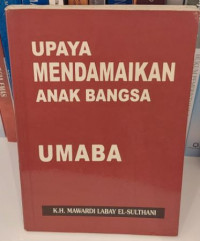 UPAYA
MENDAMAIKAN
ANAK BANGSA
UMABA
K.H. MAWARDI LABAY EL-SULTHANI